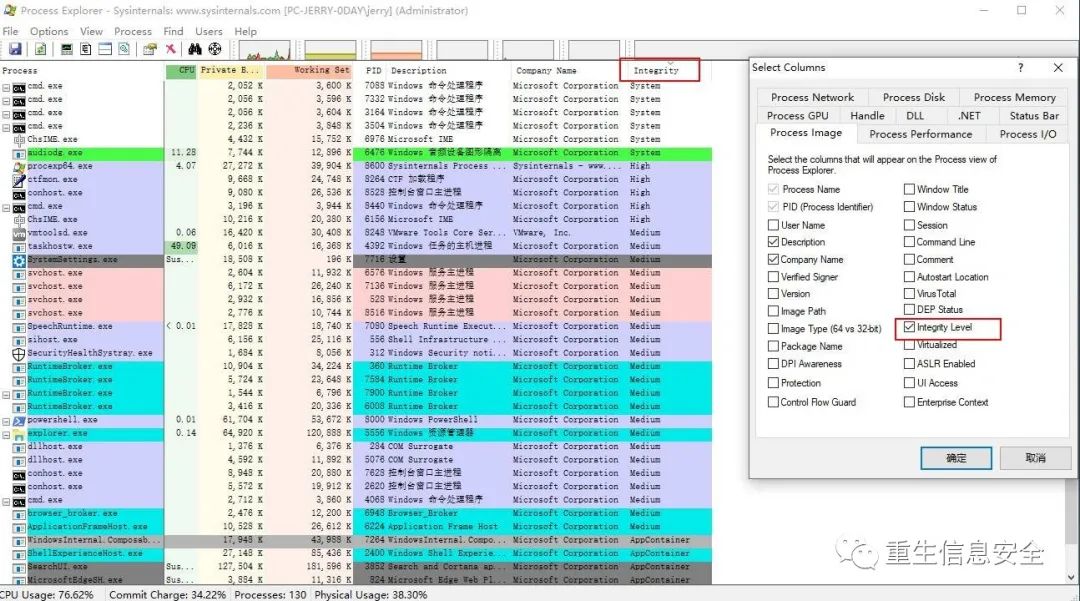 Process Explorer - Sysinternals: www.sysinternals.com [PC-JERRY-0DAY\jerry] (Administrator)
File Options View Process Find Users Help
Process CPU Private B... Working Set PID Description Company Name Integrity
cmd.exe 2,052 K 3,600 K 7088 Windows 命令处理程序 Microsoft Corporation System
cmd.exe 2,052 K 3,596 K 7332 Windows 命令处理程序 Microsoft Corporation System
cmd.exe 2,056 K 3,604 K 3164 Windows 命令处理程序 Microsoft Corporation System
cmd.exe 2,236 K 3,848 K 3504 Windows 命令处理程序 Microsoft Corporation System
ChsIME.exe 4,432 K 15,752 K 6976 Microsoft IME Microsoft Corporation System
audiodg.exe 11.28 7,744 K 12,896 K 6476 Windows 音频设备图形隔离 Microsoft Corporation System
procexp64.exe 4.07 27,272 K 39,904 K 8600 Sysinternals Process ... Sysinternals - www.... High
ctfmon.exe 9,668 K 24,748 K 8264 CTF 加载程序 Microsoft Corporation High
conhost.exe 9,080 K 26,536 K 8528 控制台窗口主进程 Microsoft Corporation High
cmd.exe 3,196 K 3,944 K 8440 Windows 命令处理程序 Microsoft Corporation High
ChsIME.exe 10,216 K 20,380 K 6156 Microsoft IME Microsoft Corporation High
vmtoolsd.exe 0.06 16,420 K 30,408 K 8248 VMware Tools Core Ser... VMware, Inc. Medium
taskhostw.exe 49.09 6,016 K 16,368 K 4392 Windows 任务的主机进程 Microsoft Corporation Medium
SystemSettings.exe Sus... 18,508 K 196 K 7716 设置 Microsoft Corporation Medium
svchost.exe 2,604 K 11,932 K 6576 Windows 服务主进程 Microsoft Corporation Medium
svchost.exe 6,172 K 26,240 K 7136 Windows 服务主进程 Microsoft Corporation Medium
svchost.exe 2,932 K 16,856 K 528 Windows 服务主进程 Microsoft Corporation Medium
svchost.exe 2,776 K 10,744 K 8516 Windows 服务主进程 Microsoft Corporation Medium
SpeechRuntime.exe < 0.01 17,828 K 18,740 K 7080 Speech Runtime Execut... Microsoft Corporation Medium
sihost.exe 6,156 K 25,116 K 556 Shell Infrastructure ... Microsoft Corporation Medium
SecurityHealthSystray.exe 1,684 K 8,056 K 312 Windows Security noti... Microsoft Corporation Medium
RuntimeBroker.exe 10,904 K 34,224 K 360 Runtime Broker Microsoft Corporation Medium
RuntimeBroker.exe 5,724 K 23,648 K 7584 Runtime Broker Microsoft Corporation Medium
RuntimeBroker.exe 1,544 K 6,796 K 7900 Runtime Broker Microsoft Corporation Medium
RuntimeBroker.exe 3,416 K 20,336 K 6008 Runtime Broker Microsoft Corporation Medium
powershell.exe 0.01 61,704 K 53,672 K 8000 Windows PowerShell Microsoft Corporation Medium
explorer.exe 0.14 64,920 K 120,888 K 5556 Windows 资源管理器 Microsoft Corporation Medium
dllhost.exe 1,376 K 6,376 K 284 COM Surrogate Microsoft Corporation Medium
dllhost.exe 4,592 K 11,892 K 5076 COM Surrogate Microsoft Corporation Medium
conhost.exe 8,948 K 20,880 K 7628 控制台窗口主进程 Microsoft Corporation Medium
conhost.exe 5,572 K 19,912 K 2620 控制台窗口主进程 Microsoft Corporation Medium
cmd.exe 2,712 K 3,860 K 4068 Windows 命令处理程序 Microsoft Corporation Medium
browser_broker.exe 2,476 K 12,200 K 6948 Browser_Broker Microsoft Corporation Medium
ApplicationFrameHost.exe 10,528 K 26,612 K 6224 Application Frame Host Microsoft Corporation Medium
WindowsInternal.Composab... 17,948 K 43,988 K 7264 WindowsInternal.Compo... Microsoft Corporation AppContainer
ShellExperienceHost.exe 27,148 K 85,436 K 2400 Windows Shell Experie... Microsoft Corporation AppContainer
SearchUI.exe Sus... 127,504 K 181,596 K 3852 Search and Cortana ap... Microsoft Corporation AppContainer
MicrosoftEdgeSH.exe Sus... 3,884 K 11,316 K 824 Microsoft Edge Web Pl... Microsoft Corporation AppContainer
CPU Usage: 76.62% Commit Charge: 34.22% Processes: 130 Physical Usage: 38.30%
Select Columns ?
Process Network Process Disk Process Memory
Process GPU Handle DLL .NET Status Bar
Process Image Process Performance Process I/O
Select the columns that will appear on the Process view of
Process Explorer.
Process Name Window Title
PID (Process Identifier) Window Status
User Name Session
Description Command Line
Company Name Comment
Verified Signer Autostart Location
Version VirusTotal
Image Path DEP Status
Image Type (64 vs 32-bit) Integrity Level
Package Name Virtualized
DPI Awareness ASLR Enabled
Protection UI Access
Control Flow Guard Enterprise Context
确定 取消
重生信息安全